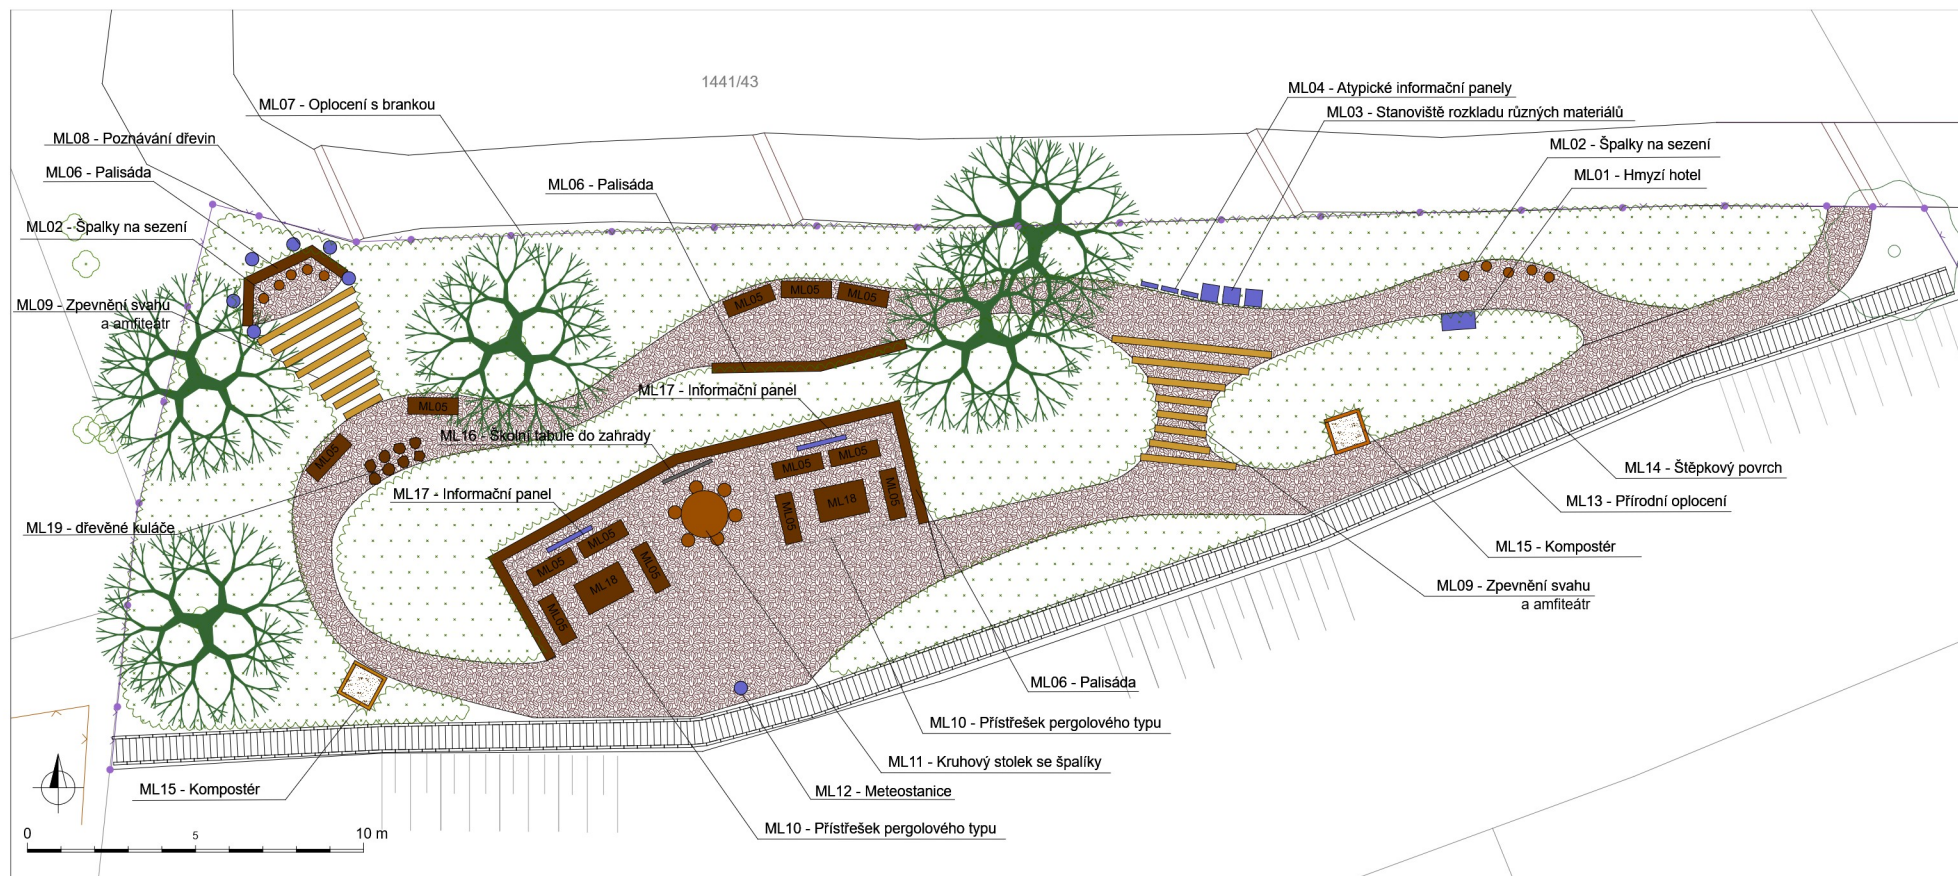 1441/43
ML04 - Atypické informační panely
ML07 - Oplocení s brankou
ML03 - Stanoviště rozkladu různých materiálů
ML08 - Poznávání dřevin
ML02 - Špalky na sezení
ML06 - Palisáda
ML01 - Hmyzí hotel
ML06 - Palisáda
ML02 - Špalky na sezení
ML05
ML05
ML05
ML09 - Zpevnění svahu
a amfiteátr
ML17 - Informační panel
ML05
ML16 - Školní tabule do zahrady
ML05
ML05
ML05
ML14 - Štěpkový povrch
ML17 - Informační panel
ML18
ML05
ML13 - Přírodní oplocení
ML05
ML19 - dřevěné kuláče
ML05
ML15 - Kompostér
ML05
ML05
ML18
ML09 - Zpevnění svahu
a amfiteátr
ML05
ML06 - Palisáda
ML10 - Přístřešek pergolového typu
ML11 - Kruhový stolek se špalíky
ML15 - Kompostér
ML12 - Meteostanice
ML10 - Přístřešek pergolového typu
0
5
10 m